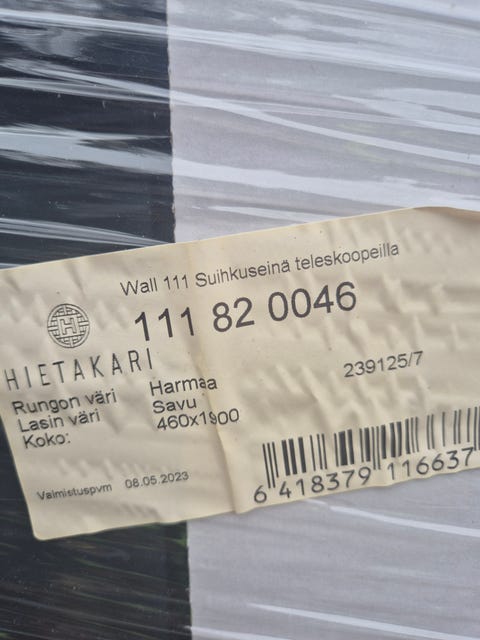 Wall 111 Suihkuseinä teleskoopeilla
111 82 0046
H
HIETAKARI
239125/7
Rungon väri Harmaa
Lasin väri Savu
Koko: 460x1900
Valmistuspvm 08.05.2023
6 418379 116637